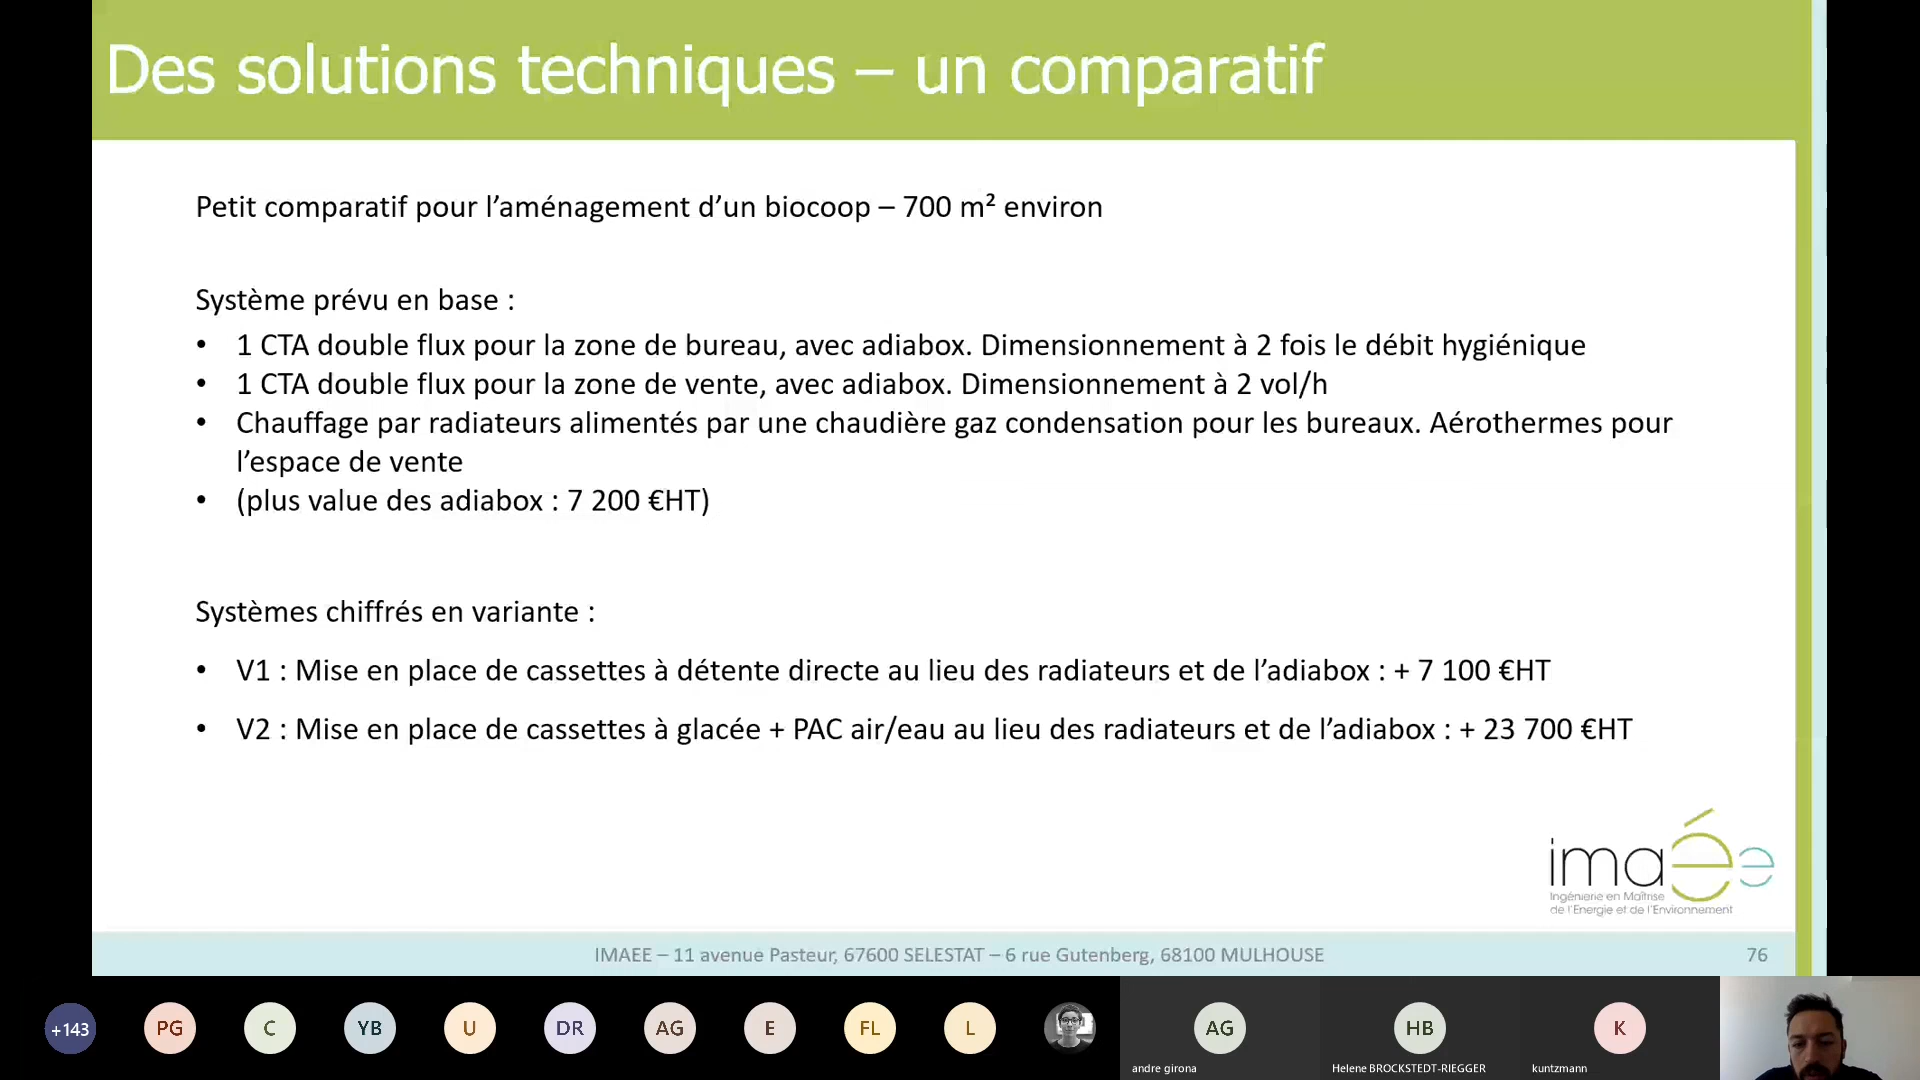 Des solutions techniques – un comparatif
Petit comparatif pour l’aménagement d’un biocoop – 700 m² environ
Système prévu en base :
• 1 CTA double flux pour la zone de bureau, avec adiabox. Dimensionnement à 2 fois le débit hygiénique
• 1 CTA double flux pour la zone de vente, avec adiabox. Dimensionnement à 2 vol/h
• Chauffage par radiateurs alimentés par une chaudière gaz condensation pour les bureaux. Aérothermes pour
l’espace de vente
• (plus value des adiabox : 7 200 €HT)
Systèmes chiffrés en variante :
• V1 : Mise en place de cassettes à détente directe au lieu des radiateurs et de l’adiabox : + 7 100 €HT
• V2 : Mise en place de cassettes à glacée + PAC air/eau au lieu des radiateurs et de l’adiabox : + 23 700 €HT
imaée
Ingénierie en Maîtrise
de l’Energie et de l’Environnement
IMAEE – 11 avenue Pasteur, 67600 SELESTAT – 6 rue Gutenberg, 68100 MULHOUSE
76
+143
PG
C
YB
U
DR
AG
E
FL
L
AG
HB
K
andre girona
Helene BROCKSTEDT-RIEGGER
kuntzmann